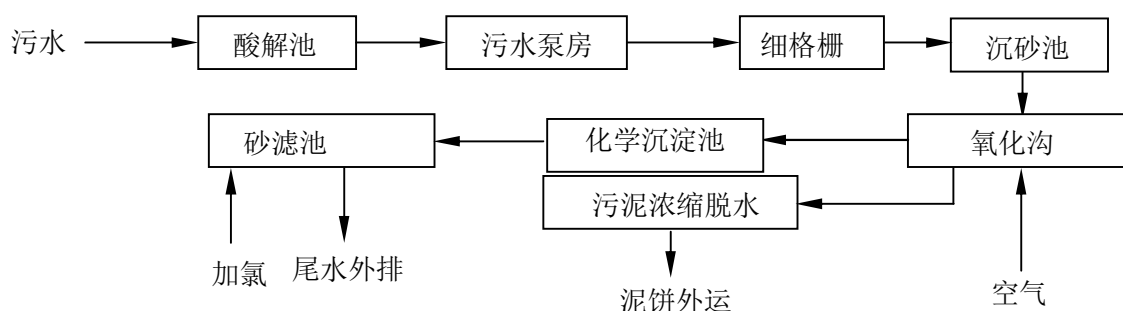 污水
酸解池
污水泵房
细格栅
沉砂池
砂滤池
化学沉淀池
氧化沟
污泥浓缩脱水
加氯
尾水外排
泥饼外运
空气